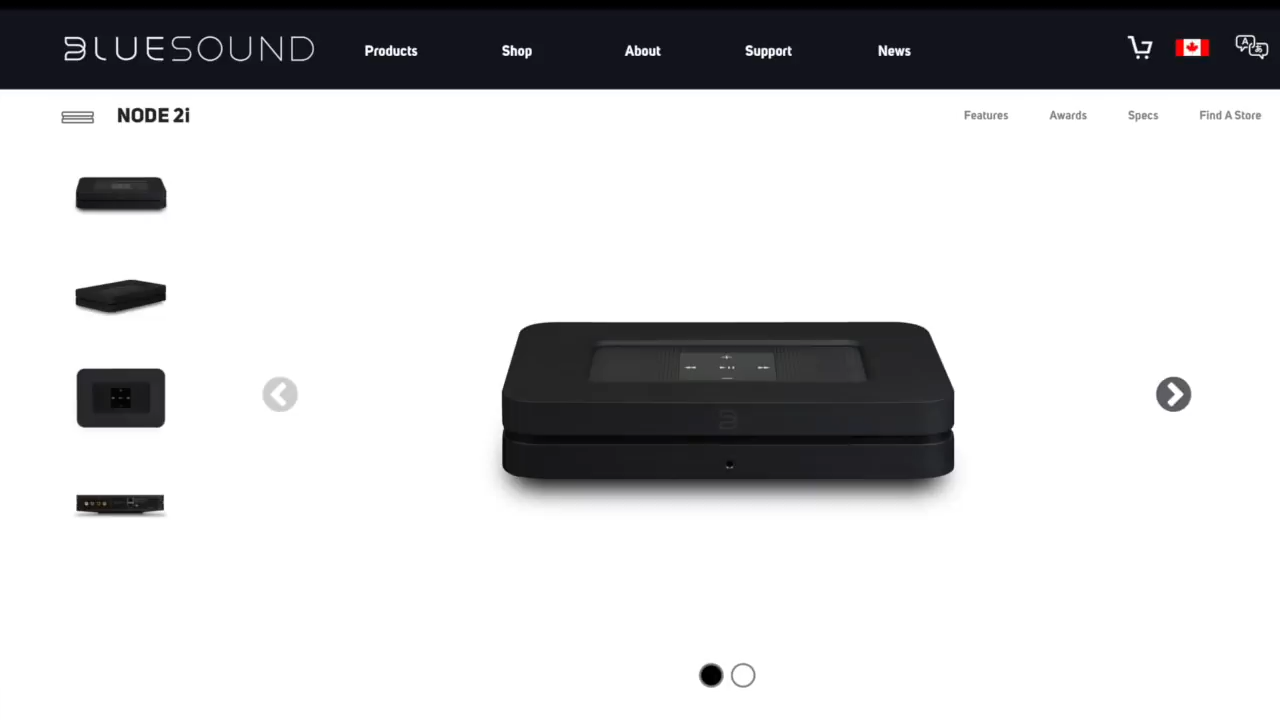 BLUESOUND
Products
Shop
About
Support
News
NODE 2i
Features
Awards
Specs
Find A Store